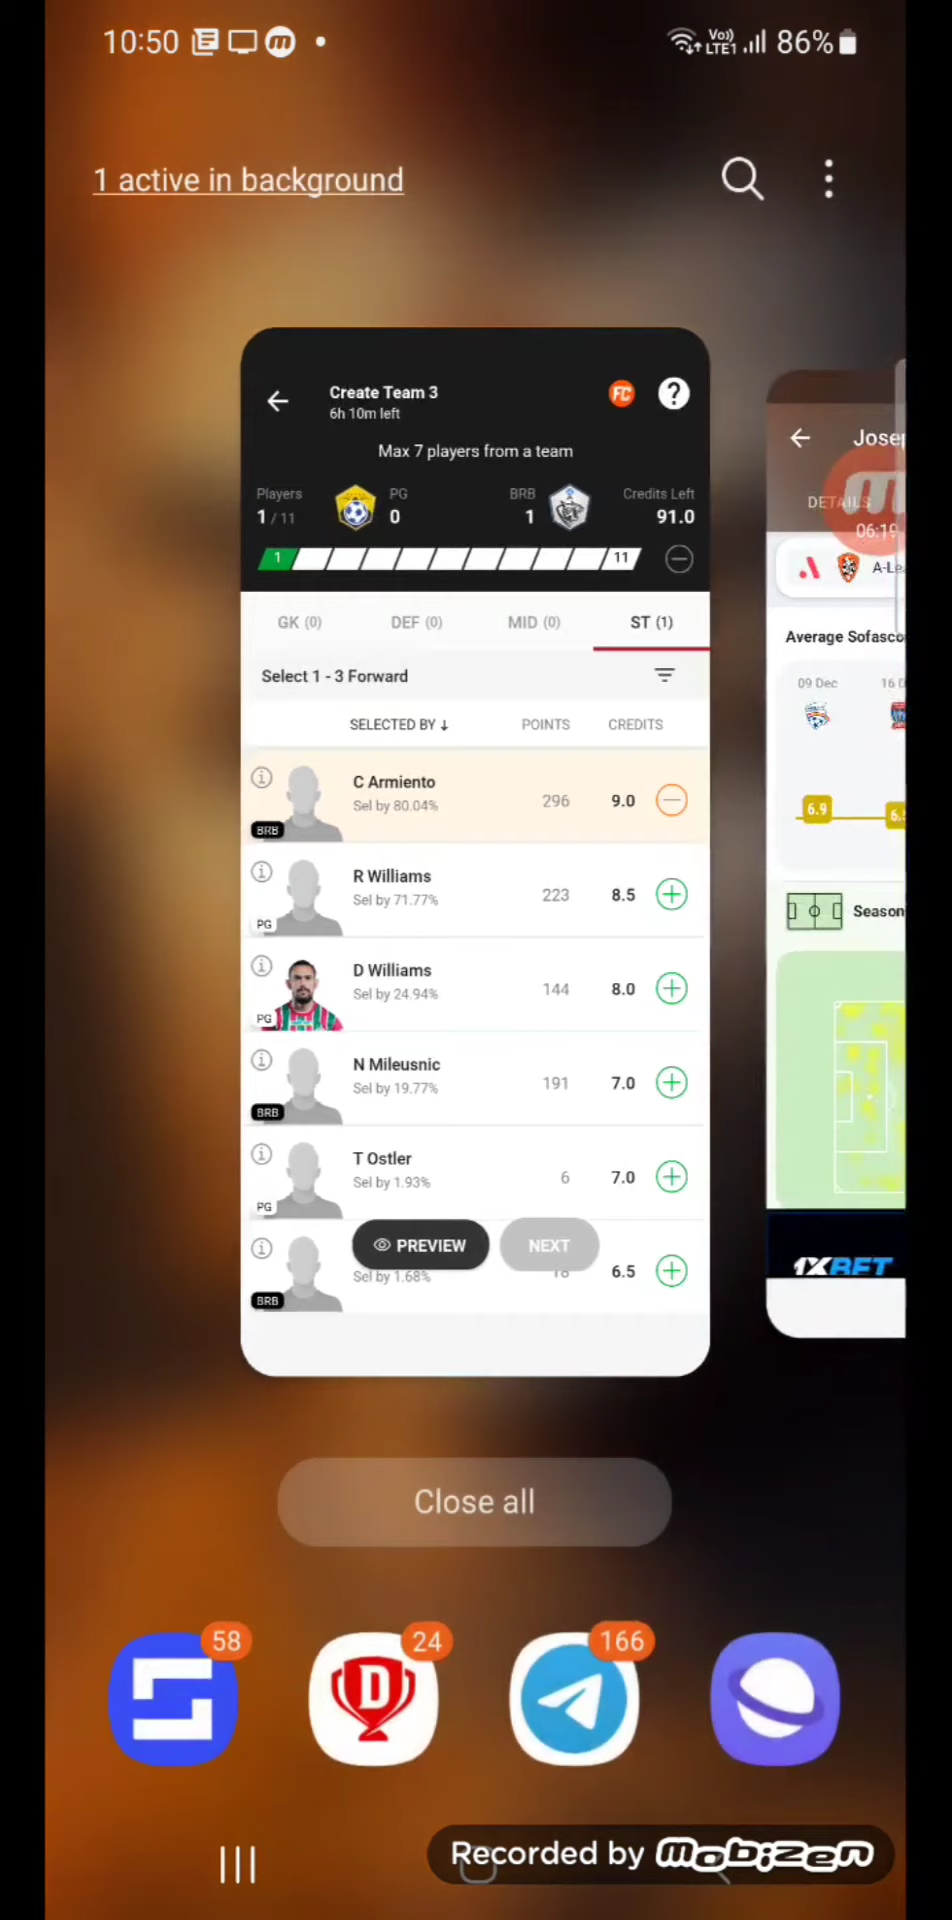 10:50
Vo)) LTE1 86%
1 active in background
Create Team 3
6h 10m left
FC
?
Max 7 players from a team
Players
1 / 11
PG
0
BRB
1
Credits Left
91.0
1
11
GK (0) DEF (0) MID (0) ST (1)
Select 1 - 3 Forward
SELECTED BY ↓ POINTS CREDITS
C Armiento
Sel by 80.04%
296 9.0
BRB
R Williams
Sel by 71.77%
223 8.5
PG
D Williams
Sel by 24.94%
144 8.0
PG
N Mileusnic
Sel by 19.77%
191 7.0
BRB
T Ostler
Sel by 1.93%
6 7.0
PG
PREVIEW
NEXT
Sel by 1.68%
6.5
BRB
DETAILS
06:19
Average Sofasco
09 Dec
6.9
Season
1XBET
Close all
58
24
D
166
Recorded by mobizen